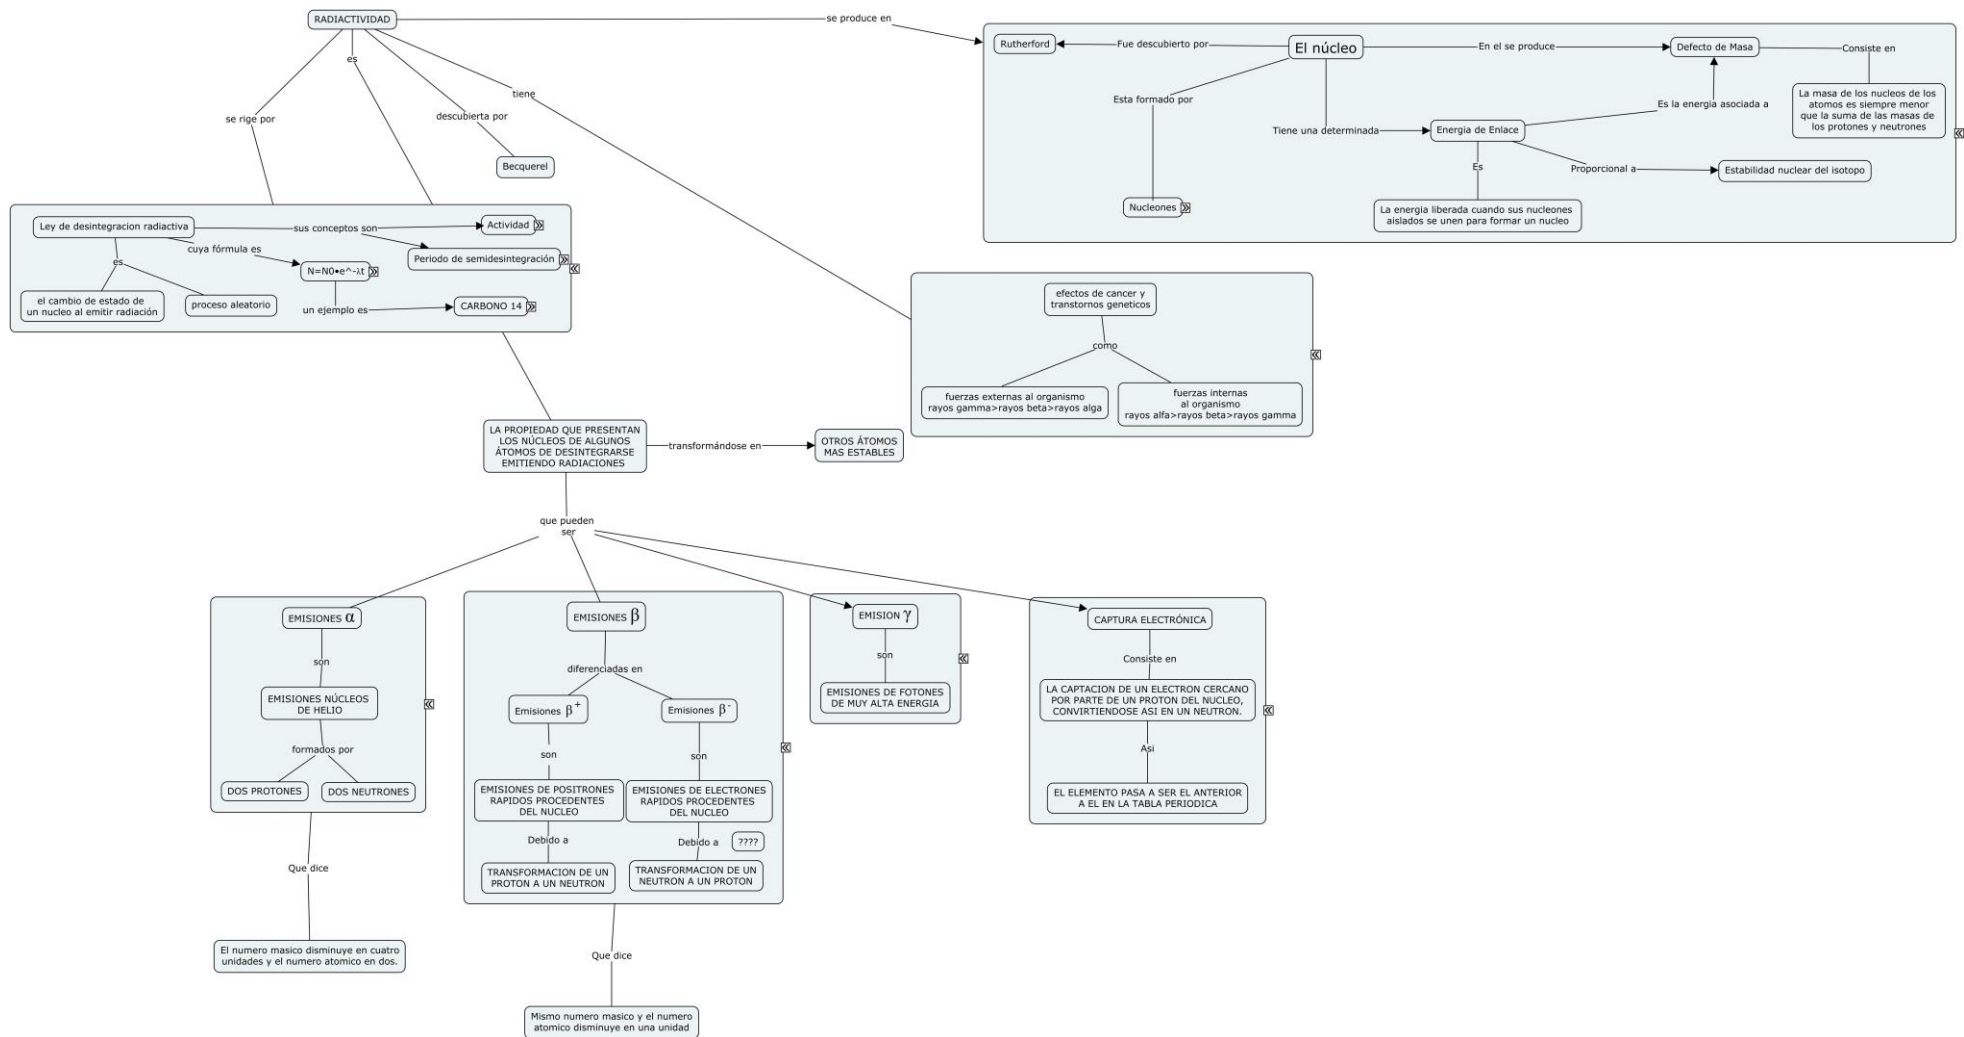 RADIACTIVIDAD
se produce en
es
tiene
se rige por
descubierta por
Becquerel
Rutherford
Fue descubierto por
El núcleo
En el se produce
Defecto de Masa
Consiste en
La masa de los nucleos de los
atomos es siempre menor
que la suma de las masas de
los protones y neutrones
Esta formado por
Es la energia asociada a
Tiene una determinada
Energia de Enlace
Es
Proporcional a
Estabilidad nuclear del isotopo
Nucleones
La energia liberada cuando sus nucleones
aislados se unen para formar un nucleo
Ley de desintegracion radiactiva
sus conceptos son
Actividad
cuya fórmula es
Periodo de semidesintegración
es
N=N0•e^-λt
el cambio de estado de
un nucleo al emitir radiación
proceso aleatorio
un ejemplo es
CARBONO 14
efectos de cancer y
transtornos geneticos
como
fuerzas externas al organismo
rayos gamma>rayos beta>rayos alga
fuerzas internas
al organismo
rayos alfa>rayos beta>rayos gamma
LA PROPIEDAD QUE PRESENTAN
LOS NÚCLEOS DE ALGUNOS
ÁTOMOS DE DESINTEGRARSE
EMITIENDO RADIACIONES
transformándose en
OTROS ÁTOMOS
MAS ESTABLES
que pueden
ser
EMISIONES α
son
EMISIONES NÚCLEOS
DE HELIO
formados por
DOS PROTONES
DOS NEUTRONES
Que dice
El numero masico disminuye en cuatro
unidades y el numero atomico en dos.
EMISIONES β
diferenciadas en
Emisiones β+
Emisiones β-
son
son
EMISIONES DE POSITRONES
RAPIDOS PROCEDENTES
DEL NUCLEO
EMISIONES DE ELECTRONES
RAPIDOS PROCEDENTES
DEL NUCLEO
Debido a
Debido a
????
TRANSFORMACION DE UN
PROTON A UN NEUTRON
TRANSFORMACION DE UN
NEUTRON A UN PROTON
Que dice
Mismo numero masico y el numero
atomico disminuye en una unidad
EMISION γ
son
EMISIONES DE FOTONES
DE MUY ALTA ENERGIA
CAPTURA ELECTRÓNICA
Consiste en
LA CAPTACION DE UN ELECTRON CERCANO
POR PARTE DE UN PROTON DEL NUCLEO,
CONVIRTIENDOSE ASI EN UN NEUTRON.
Asi
EL ELEMENTO PASA A SER EL ANTERIOR
A EL EN LA TABLA PERIODICA